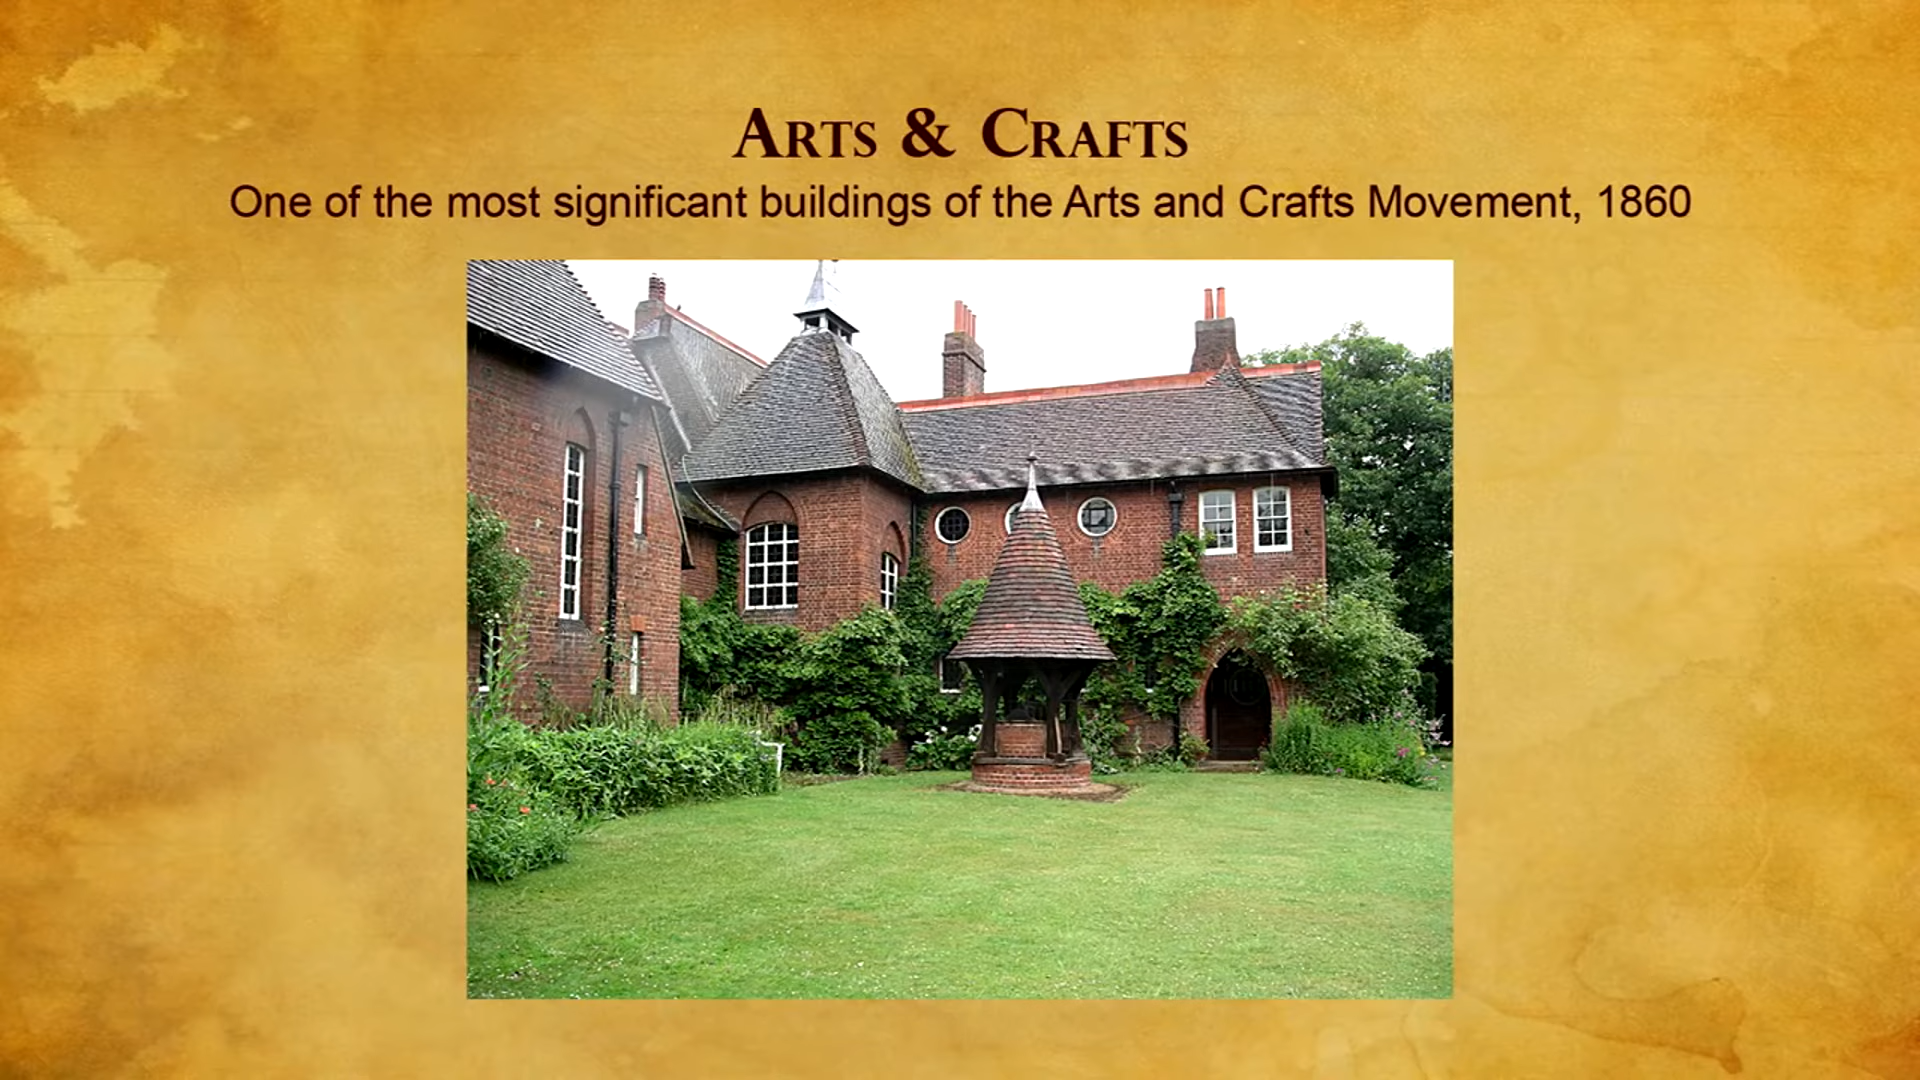 ARTS & CRAFTS
One of the most significant buildings of the Arts and Crafts Movement, 1860